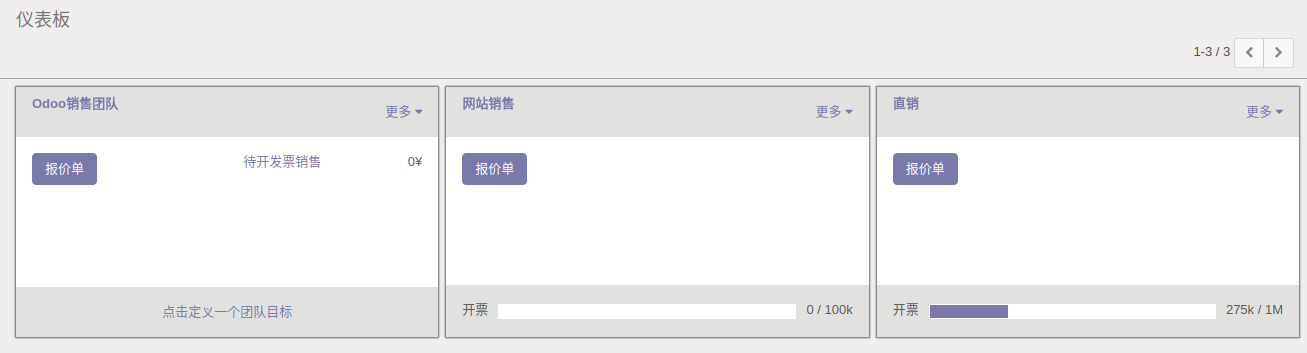 仪表板
1-3 / 3
Odoo销售团队
更多
报价单
待开发票销售 0¥
点击定义一个团队目标
网站销售
更多
报价单
开票 0 / 100k
直销
更多
报价单
开票 275k / 1M